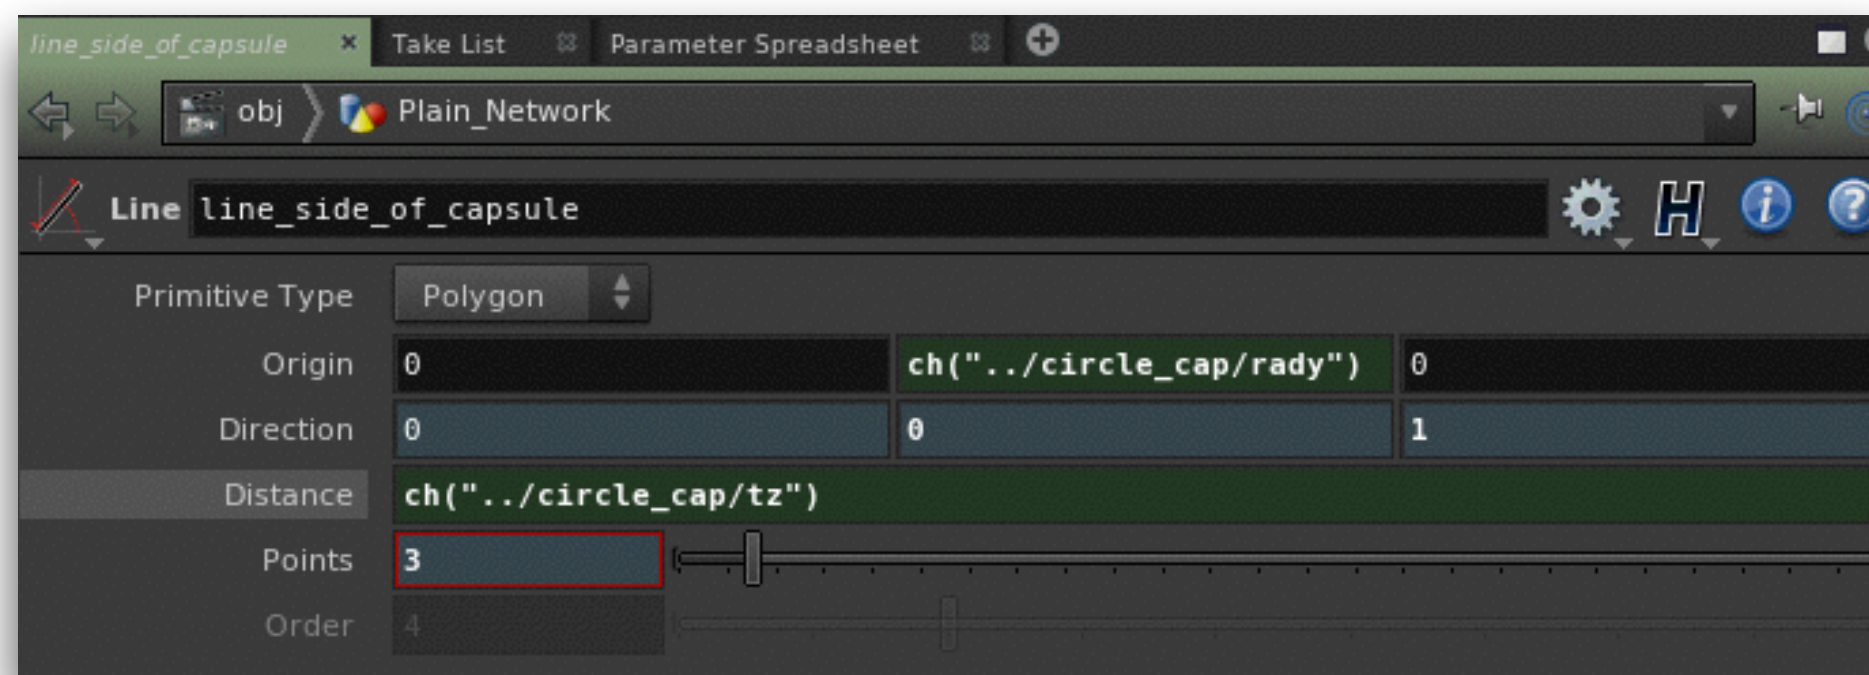 line_side_of_capsule Take List Parameter Spreadsheet
obj Plain_Network
Line line_side_of_capsule
Primitive Type Polygon
Origin 0 ch("../circle_cap/rady") 0
Direction 0 0 1
Distance ch("../circle_cap/tz")
Points 3
Order 4